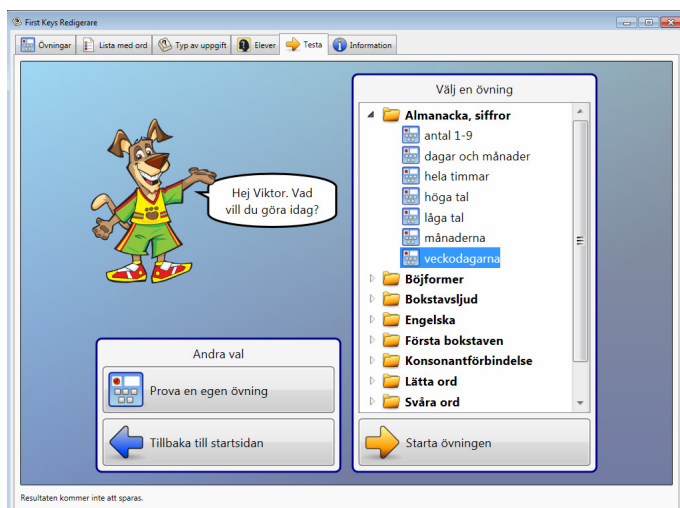 First Keys Redigerare
Övningar
Lista med ord
Typ av uppgift
Elever
Testa
Information
Hej Viktor. Vad
vill du göra idag?
Välj en övning
Almanacka, siffror
antal 1-9
dagar och månader
hela timmar
höga tal
låga tal
månaderna
veckodagarna
Böjformer
Bokstavsljud
Engelska
Första bokstaven
Konsonantförbindelse
Lätta ord
Svåra ord
Andra val
Prova en egen övning
Tillbaka till startsidan
Starta övningen
Resultaten kommer inte att sparas.